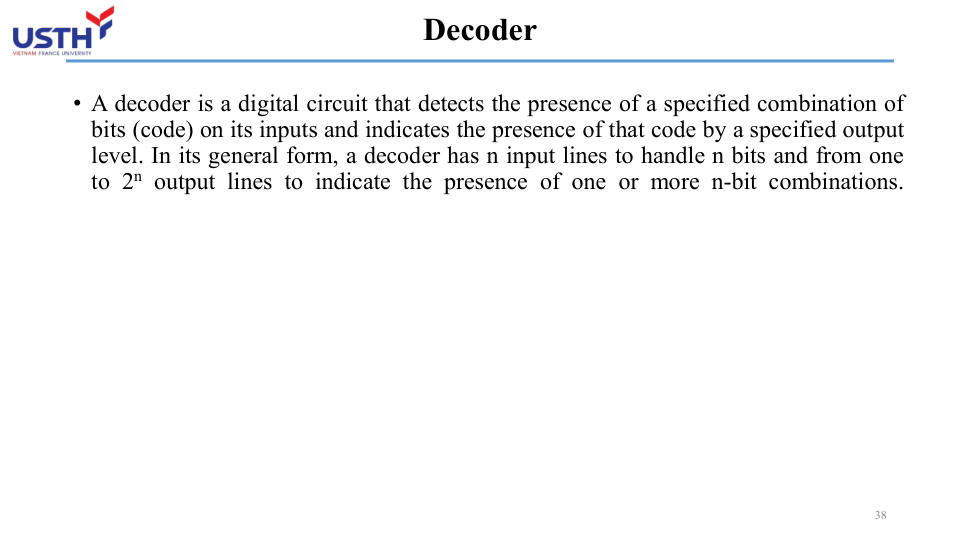 USTH
VIETNAM FRANCE UNIVERSITY
Decoder
• A decoder is a digital circuit that detects the presence of a specified combination of
bits (code) on its inputs and indicates the presence of that code by a specified output
level. In its general form, a decoder has n input lines to handle n bits and from one
to 2ⁿ output lines to indicate the presence of one or more n-bit combinations.
38